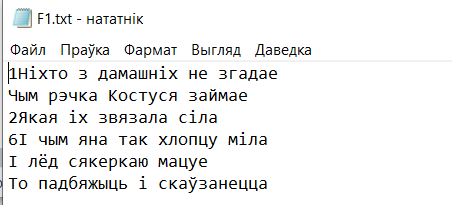 F1.txt - нататнік
Файл Праўка Фармат Выгляд Даведка
1Ніхто з дамашніх не згадае
Чым рэчка Костуся займае
2Якая іх звязала сіла
6І чым яна так хлопцу міла
І лёд сякеркаю мацуе
То падбяжыць і скаўзанецца